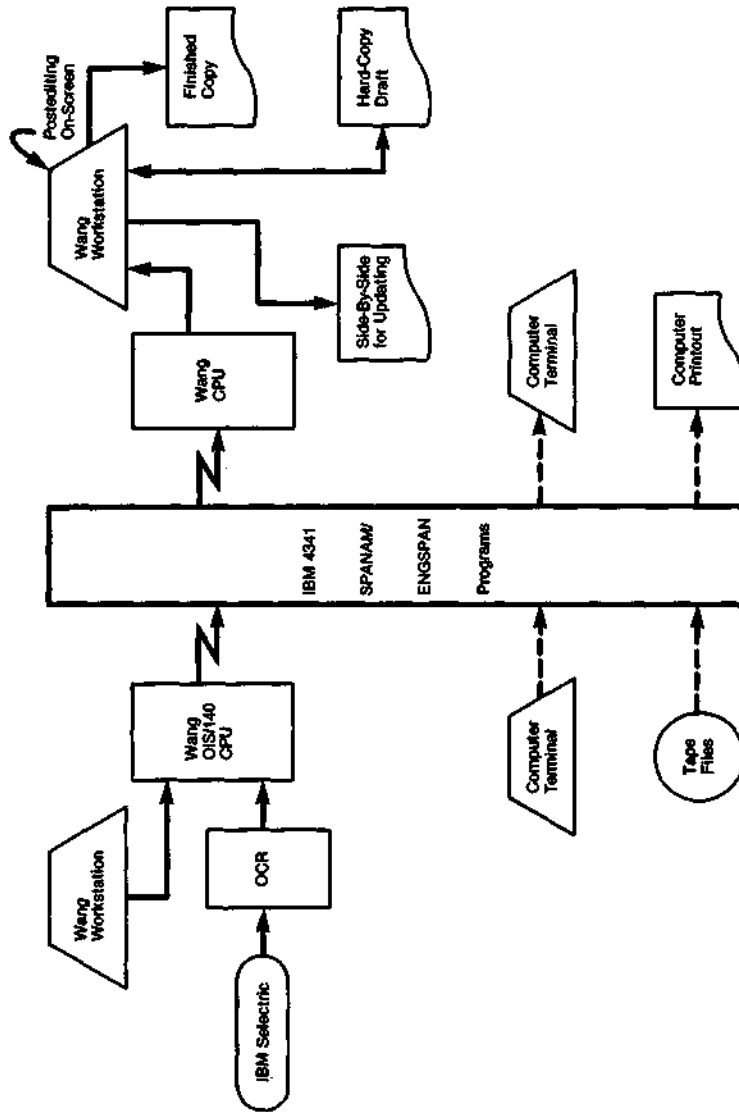 Wang
Workstation
IBM Selectric
OCR
Wang
OIS/140
CPU
Computer
Terminal
Tape
Files
IBM 4341
SPANAM/
ENGSPAN
Programs
Wang
CPU
Wang
Workstation
Postediting
On-Screen
Finished
Copy
Hard-Copy
Draft
Side-By-Side
for Updating
Computer
Terminal
Computer
Printout